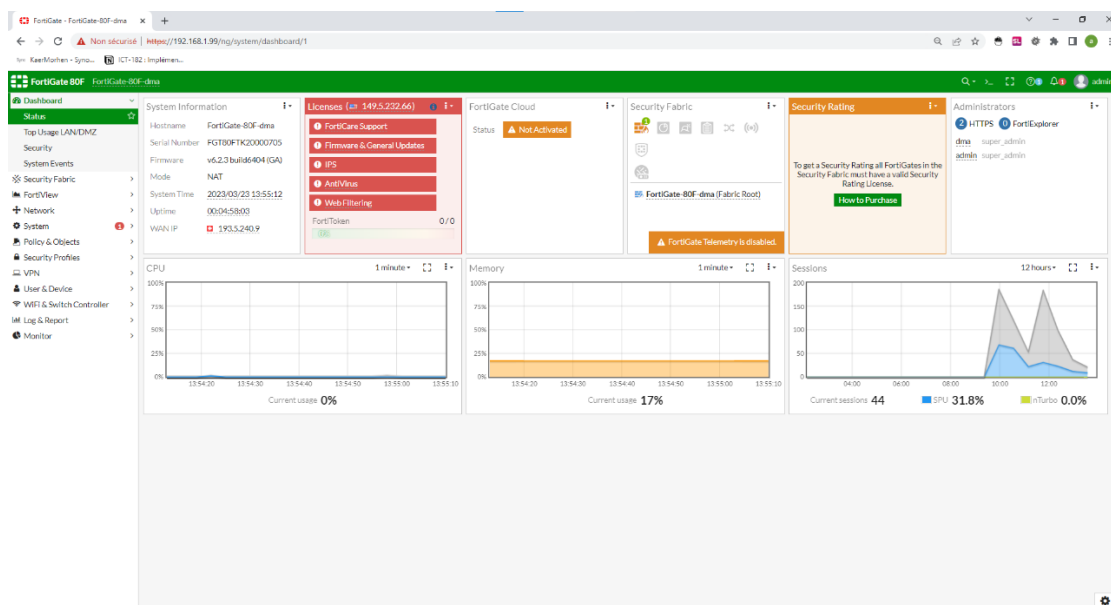 FortiGate - FortiGate-80F-dma
Non sécurisé | https://192.168.1.99/ng/system/dashboard/1
KaerMorhen - Syno...
ICT-182 : Implémen...
FortiGate 80F FortiGate-80F-dma
admin
Dashboard
Status
Top Usage LAN/DMZ
Security
System Events
Security Fabric
FortiView
Network
System 1
Policy & Objects
Security Profiles
VPN
User & Device
WiFi & Switch Controller
Log & Report
Monitor
System Information
Hostname FortiGate-80F-dma
Serial Number FGT80FTK20000705
Firmware v6.2.3 build6404 (GA)
Mode NAT
System Time 2023/03/23 13:55:12
Uptime 00:04:58:03
WAN IP 193.5.240.9
Licenses (149.5.232.66)
FortiCare Support
Firmware & General Updates
IPS
AntiVirus
Web Filtering
FortiToken 0/0
FortiGate Cloud
Status Not Activated
Security Fabric
1
FortiGate-80F-dma (Fabric Root)
FortiGate Telemetry is disabled.
Security Rating
To get a Security Rating all FortiGates in the
Security Fabric must have a valid Security
Rating License.
How to Purchase
Administrators
2 HTTPS 0 FortiExplorer
dma super_admin
admin super_admin
CPU 1 minute
100%
75%
50%
25%
0%
13:54:20 13:54:30 13:54:40 13:54:50 13:55:00 13:55:10
Current usage 0%
Memory 1 minute
100%
75%
50%
25%
0%
13:54:20 13:54:30 13:54:40 13:54:50 13:55:00 13:55:10
Current usage 17%
Sessions 12 hours
200
150
100
50
0
04:00 06:00 08:00 10:00 12:00
Current sessions 44 SPU 31.8% nTurbo 0.0%